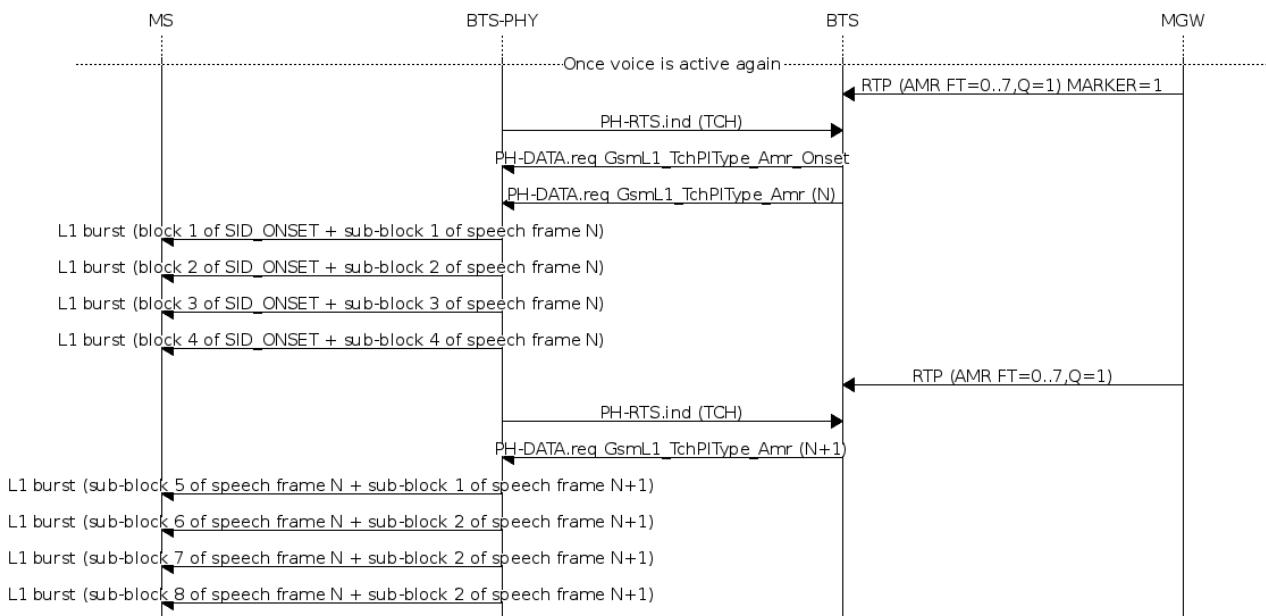 MS BTS-PHY BTS MGW
Once voice is active again
RTP (AMR FT=0..7,Q=1) MARKER=1
PH-RTS.ind (TCH)
PH-DATA.req GsmL1_TchPlType_Amr_Onset
PH-DATA.req GsmL1_TchPlType_Amr (N)
L1 burst (block 1 of SID_ONSET + sub-block 1 of speech frame N)
L1 burst (block 2 of SID_ONSET + sub-block 2 of speech frame N)
L1 burst (block 3 of SID_ONSET + sub-block 3 of speech frame N)
L1 burst (block 4 of SID_ONSET + sub-block 4 of speech frame N)
RTP (AMR FT=0..7,Q=1)
PH-RTS.ind (TCH)
PH-DATA.req GsmL1_TchPlType_Amr (N+1)
L1 burst (sub-block 5 of speech frame N + sub-block 1 of speech frame N+1)
L1 burst (sub-block 6 of speech frame N + sub-block 2 of speech frame N+1)
L1 burst (sub-block 7 of speech frame N + sub-block 2 of speech frame N+1)
L1 burst (sub-block 8 of speech frame N + sub-block 2 of speech frame N+1)